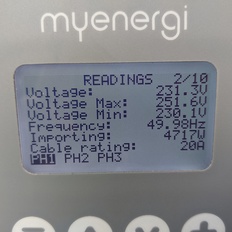 myenergi
READINGS 2/10
Voltage: 231.3V
Voltage Max: 251.6V
Voltage Min: 230.1V
Frequency: 49.98Hz
Importing: 4717W
Cable rating: 20A
PH1 PH2 PH3